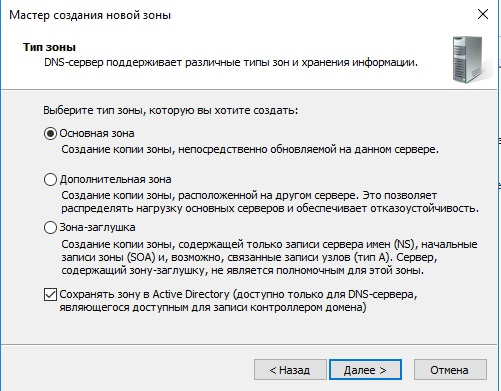 Мастер создания новой зоны
Тип зоны
DNS-сервер поддерживает различные типы зон и хранения информации.
Выберите тип зоны, которую вы хотите создать:
Основная зона
Создание копии зоны, непосредственно обновляемой на данном сервере.
Дополнительная зона
Создание копии зоны, расположенной на другом сервере. Это позволяет
распределять нагрузку основных серверов и обеспечивает отказоустойчивость.
Зона-заглушка
Создание копии зоны, содержащей только записи сервера имен (NS), начальные
записи зоны (SOA) и, возможно, связанные записи узлов (тип A). Сервер,
содержащий зону-заглушку, не является полномочным для этой зоны.
Сохранять зону в Active Directory (доступно только для DNS-сервера,
являющегося доступным для записи контроллером домена)
< Назад
Далее >
Отмена